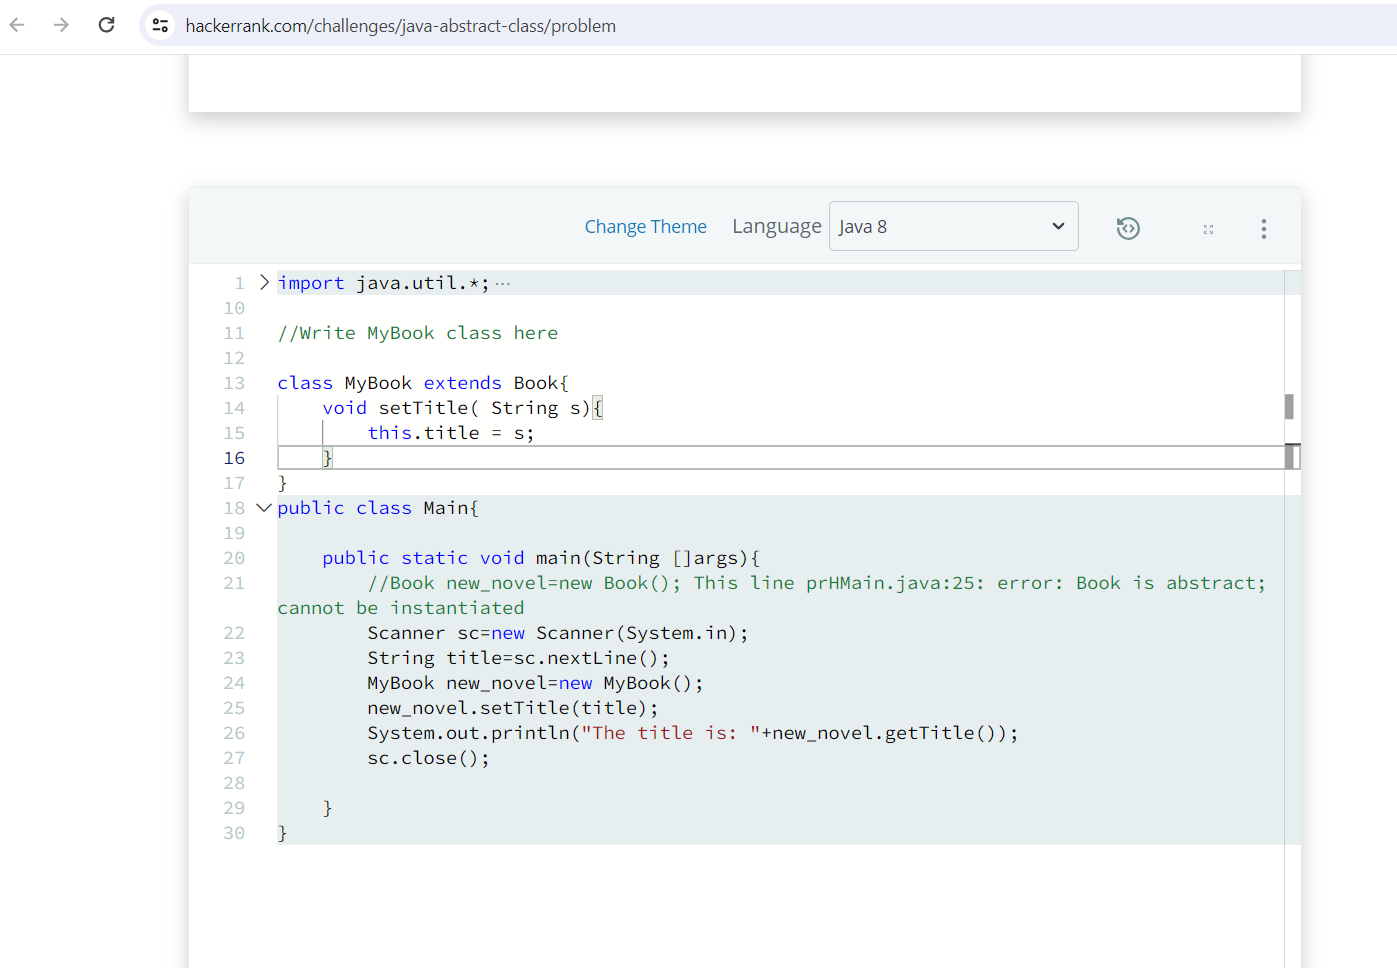 hackerrank.com/challenges/java-abstract-class/problem
Change Theme Language Java 8
1 import java.util.*; ...
10
11 //Write MyBook class here
12
13 class MyBook extends Book{
14 void setTitle( String s){
15 this.title = s;
16 }
17 }
18 public class Main{
19
20 public static void main(String []args){
21 //Book new_novel=new Book(); This line prHMain.java:25: error: Book is abstract;
cannot be instantiated
22 Scanner sc=new Scanner(System.in);
23 String title=sc.nextLine();
24 MyBook new_novel=new MyBook();
25 new_novel.setTitle(title);
26 System.out.println("The title is: "+new_novel.getTitle());
27 sc.close();
28
29 }
30 }